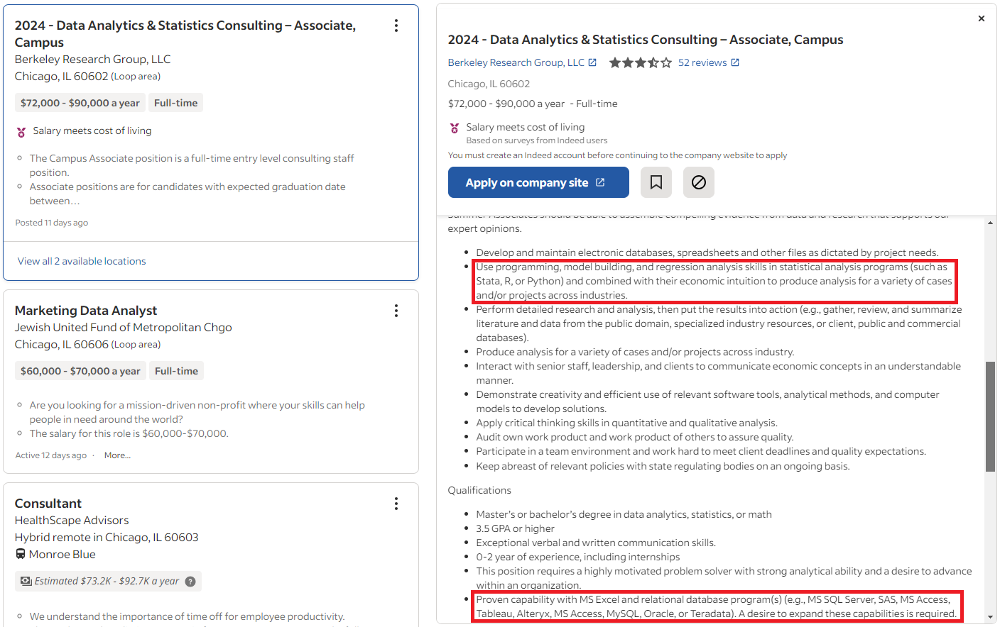 2024 - Data Analytics & Statistics Consulting – Associate,
Campus
Berkeley Research Group, LLC
Chicago, IL 60602 (Loop area)
$72,000 - $90,000 a year
Full-time
Salary meets cost of living
The Campus Associate position is a full-time entry level consulting staff
position.
Associate positions are for candidates with expected graduation date
between…
Posted 11 days ago
View all 2 available locations
Marketing Data Analyst
Jewish United Fund of Metropolitan Chgo
Chicago, IL 60606 (Loop area)
$60,000 - $70,000 a year
Full-time
Are you looking for a mission-driven non-profit where your skills can help
people in need around the world?
The salary for this role is $60,000-$70,000.
Active 12 days ago · More...
Consultant
HealthScape Advisors
Hybrid remote in Chicago, IL 60603
Monroe Blue
Estimated $73.2K - $92.7K a year
We understand the importance of time off for employee productivity.
2024 - Data Analytics & Statistics Consulting – Associate, Campus
Berkeley Research Group, LLC
52 reviews
Chicago, IL 60602
$72,000 - $90,000 a year - Full-time
Salary meets cost of living
Based on surveys from Indeed users
You must create an Indeed account before continuing to the company website to apply
Apply on company site
Summer Associates should be able to assemble compelling evidence from data and research that supports our
expert opinions.
Develop and maintain electronic databases, spreadsheets and other files as dictated by project needs.
Use programming, model building, and regression analysis skills in statistical analysis programs (such as
Stata, R, or Python) and combined with their economic intuition to produce analysis for a variety of cases
and/or projects across industries.
Perform detailed research and analysis, then put the results into action (e.g., gather, review, and summarize
literature and data from the public domain, specialized industry resources, or client, public and commercial
databases).
Produce analysis for a variety of cases and/or projects across industry.
Interact with senior staff, leadership, and clients to communicate economic concepts in an understandable
manner.
Demonstrate creativity and efficient use of relevant software tools, analytical methods, and computer
models to develop solutions.
Apply critical thinking skills in quantitative and qualitative analysis.
Audit own work product and work product of others to assure quality.
Participate in a team environment and work hard to meet client deadlines and quality expectations.
Keep abreast of relevant policies with state regulating bodies on an ongoing basis.
Qualifications
Master’s or bachelor’s degree in data analytics, statistics, or math
3.5 GPA or higher
Exceptional verbal and written communication skills.
0-2 year of experience, including internships
This position requires a highly motivated problem solver with strong analytical ability and a desire to advance
within an organization.
Proven capability with MS Excel and relational database program(s) (e.g., MS SQL Server, SAS, MS Access,
Tableau, Alteryx, MS Access, MySQL, Oracle, or Teradata). A desire to expand these capabilities is required.